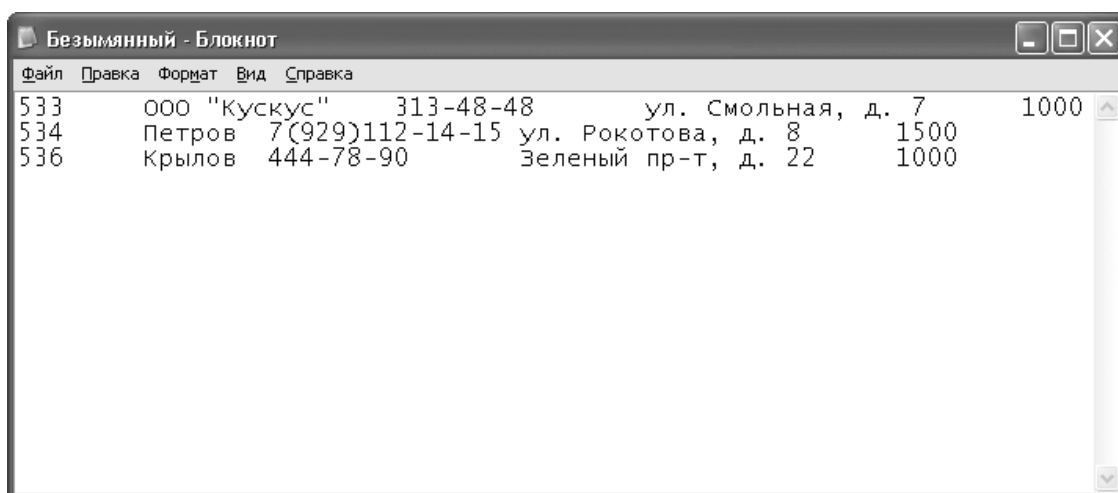 Безымянный - Блокнот
Файл Правка Формат Вид Справка
533 ООО "Кускус" 313-48-48 ул. Смольная, д. 7 1000
534 Петров 7(929)112-14-15 ул. Рокотова, д. 8 1500
536 Крылов 444-78-90 Зеленый пр-т, д. 22 1000